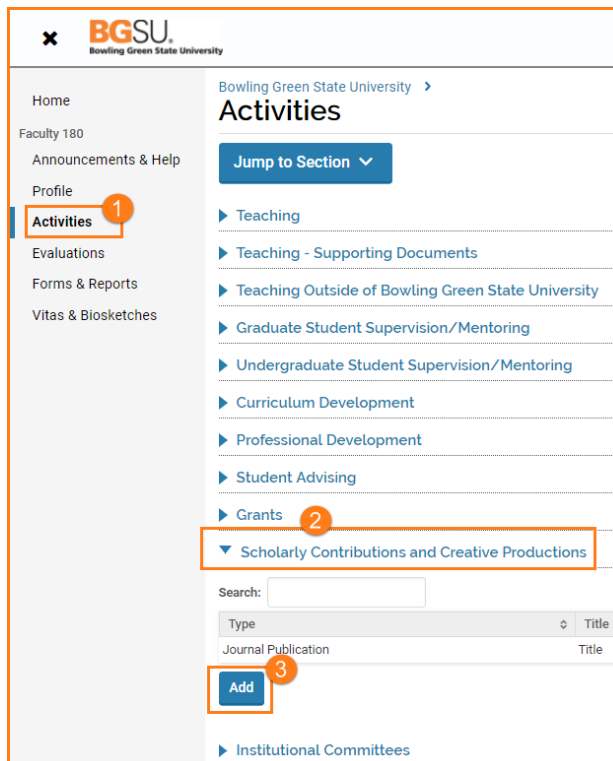 BGSU.
Bowling Green State University
Home
Faculty 180
Announcements & Help
Profile
1
Activities
Evaluations
Forms & Reports
Vitas & Biosketches
Bowling Green State University
Activities
Jump to Section
Teaching
Teaching - Supporting Documents
Teaching Outside of Bowling Green State University
Graduate Student Supervision/Mentoring
Undergraduate Student Supervision/Mentoring
Curriculum Development
Professional Development
Student Advising
Grants
2
Scholarly Contributions and Creative Productions
Search:
Type Title
Journal Publication Title
3
Add
Institutional Committees